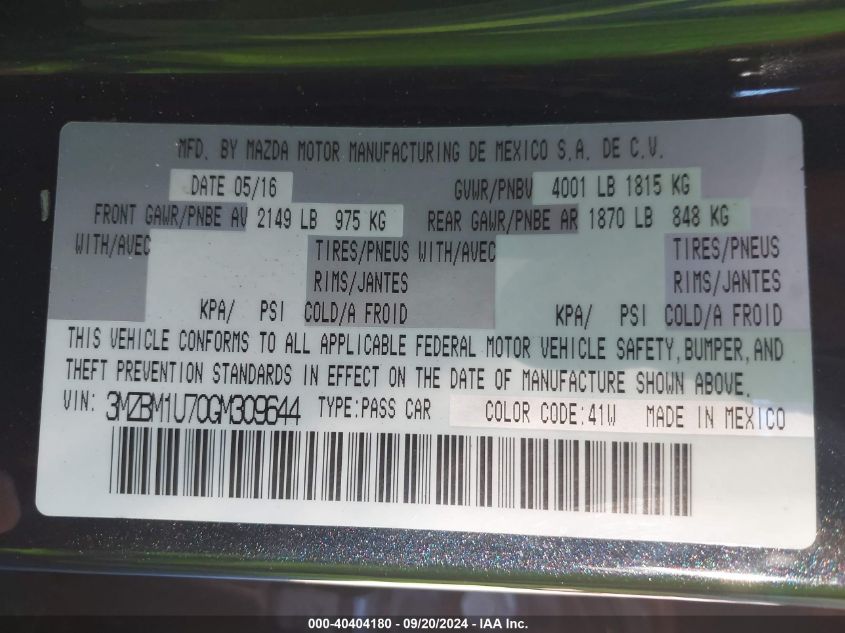 MFD. BY MAZDA MOTOR MANUFACTURING DE MEXICO S.A. DE C.V.
DATE 05/16 GVWR/PNBV 4001 LB 1815 KG
FRONT GAWR/PNBE AV 2149 LB 975 KG REAR GAWR/PNBE AR 1870 LB 848 KG
WITH/AVEC TIRES/PNEUS WITH/AVEC TIRES/PNEUS
RIMS/JANTES RIMS/JANTES
KPA/ PSI COLD/A FROID KPA/ PSI COLD/A FROID
THIS VEHICLE CONFORMS TO ALL APPLICABLE FEDERAL MOTOR VEHICLE SAFETY, BUMPER, AND
THEFT PREVENTION STANDARDS IN EFFECT ON THE DATE OF MANUFACTURE SHOWN ABOVE.
VIN: 3MZBM1U70GM309644 TYPE:PASS CAR COLOR CODE:41W MADE IN MEXICO
000-40404180 - 09/20/2024 - IAA Inc.